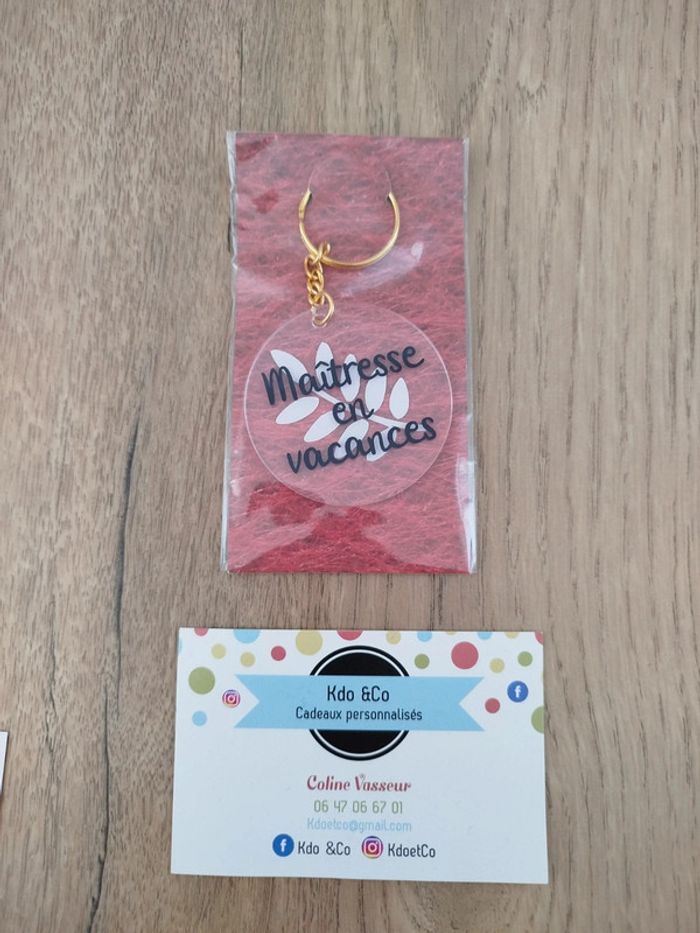 Maîtresse
en
vacances
Kdo &Co
Cadeaux personnalisés
Coline Vasseur
06 47 06 67 01
Kdoetco@gmail.com
Kdo &Co KdoetCo